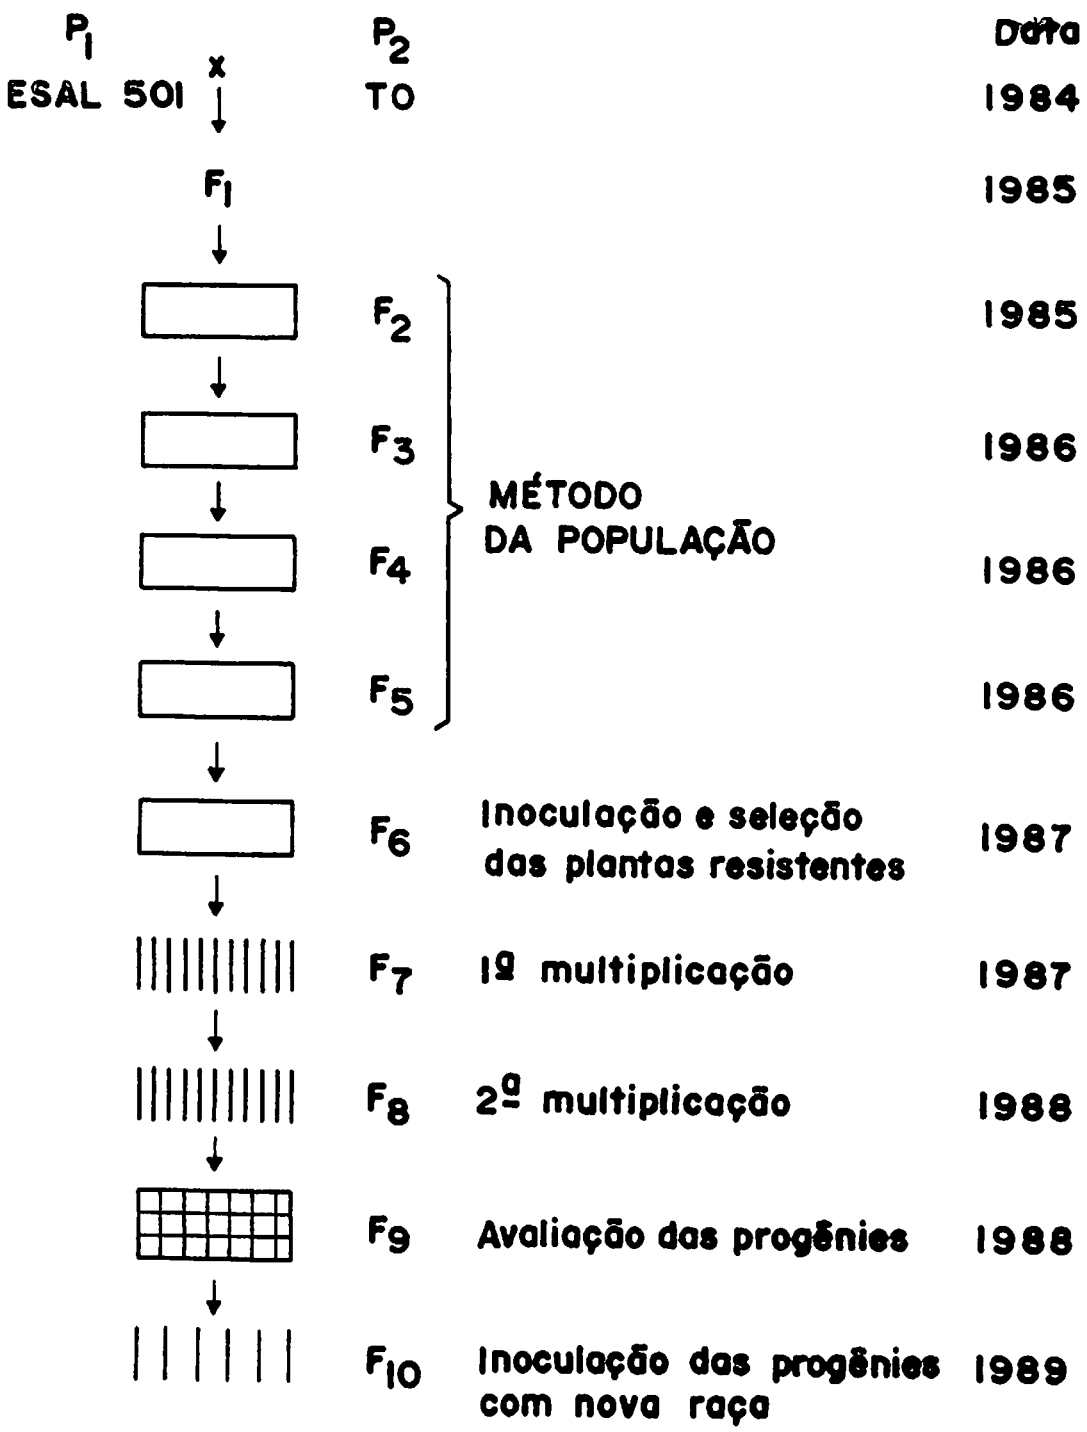 P1 P2 Data
x
ESAL 501 TO 1984
F1 1985
F2 1985
F3 1986
MÉTODO
DA POPULAÇÃO
F4 1986
F5 1986
F6 Inoculação e seleção 1987
das plantas resistentes
F7 1ª multiplicação 1987
F8 2ª multiplicação 1988
F9 Avaliação das progênies 1988
F10 Inoculação das progênies 1989
com nova raça